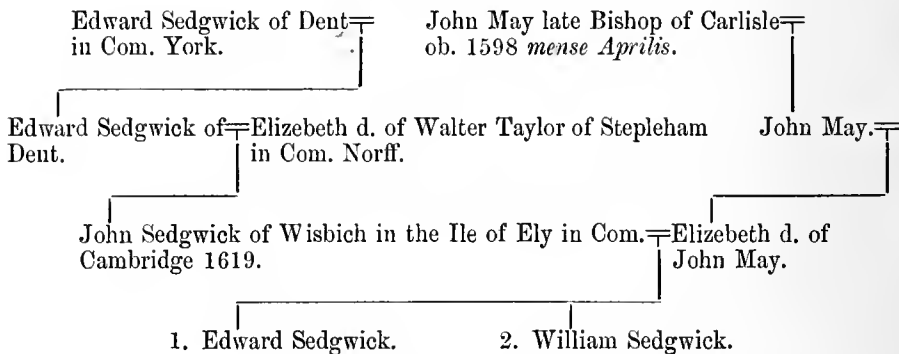 Edward Sedgwick of Dent
in Com. York.
John May late Bishop of Carlisle
ob. 1598 mense Aprilis.
Edward Sedgwick of
Dent.
Elizebeth d. of Walter Taylor of Stepleham
in Com. Norff.
John May.
John Sedgwick of Wisbich in the Ile of Ely in Com.
Cambridge 1619.
Elizebeth d. of
John May.
1. Edward Sedgwick.
2. William Sedgwick.